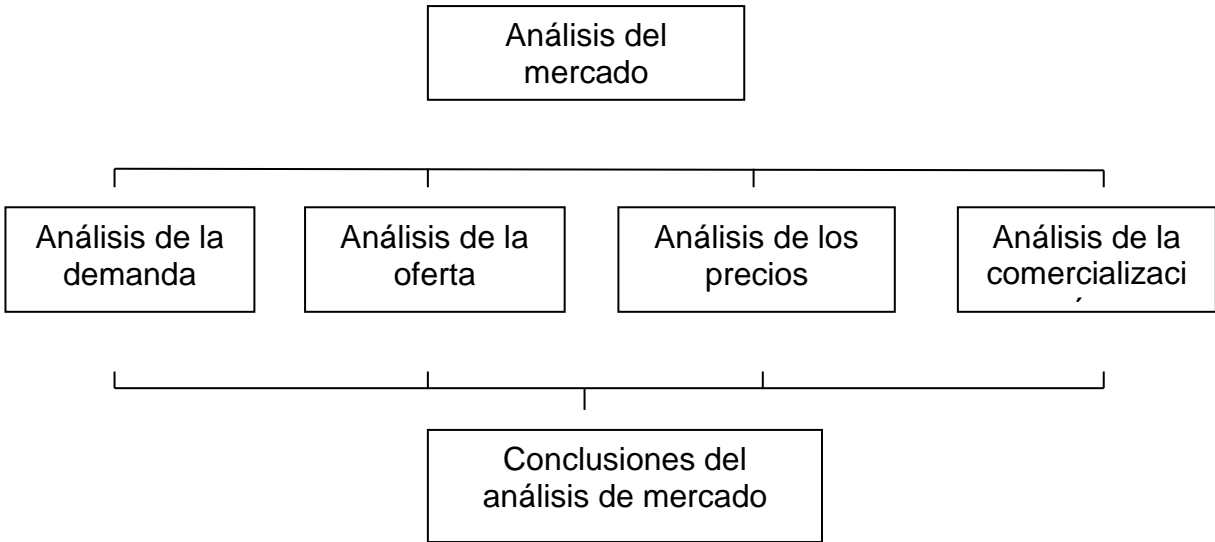 Análisis del
mercado
Análisis de la
demanda
Análisis de la
oferta
Análisis de los
precios
Análisis de la
comercializaci
Conclusiones del
análisis de mercado